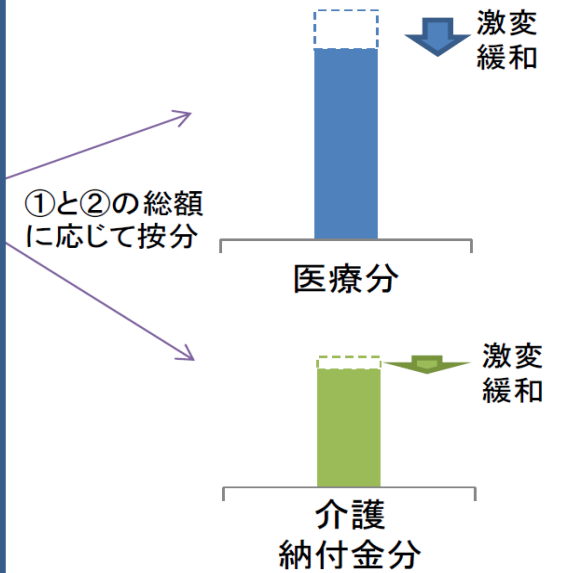 激変
緩和
①と②の総額
に応じて按分
医療分
激変
緩和
介護
納付金分